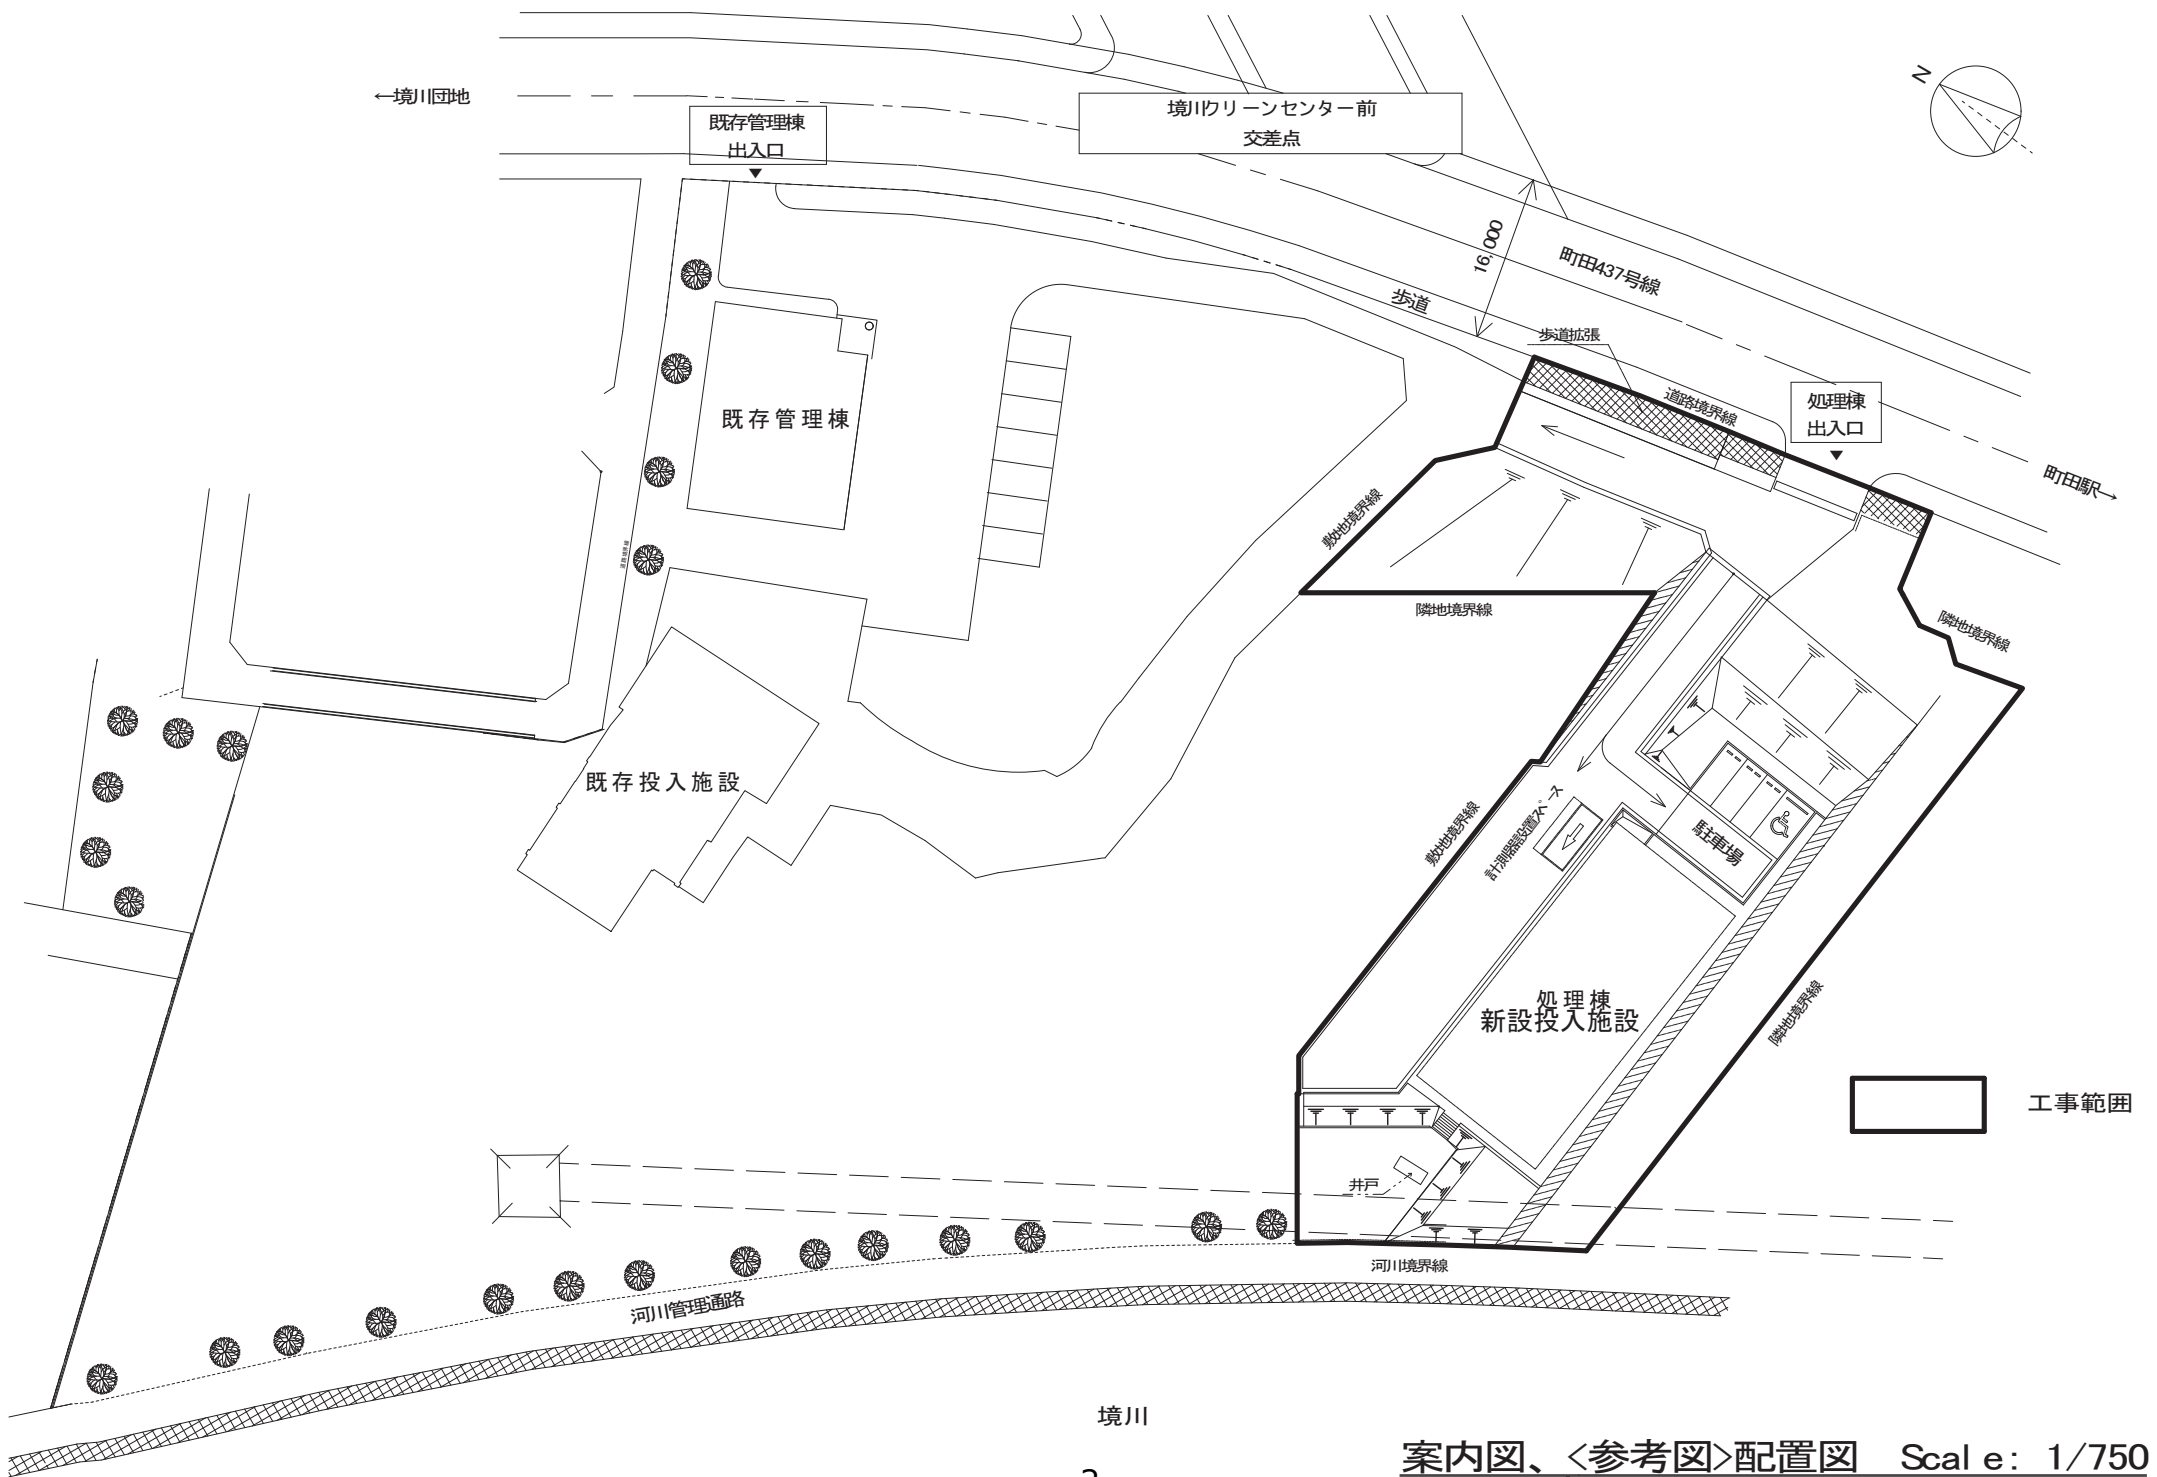 N
←境川団地
既存管理棟
出入口
境川クリーンセンター前
交差点
16,000
町田437号線
歩道
歩道拡張
道路境界線
処理棟
出入口
町田駅→
既存管理棟
敷地境界線
隣地境界線
隣地境界線
道路境界線
既存投入施設
敷地境界線
計測器設置スペース
駐車場
処理棟
新設投入施設
隣地境界線
工事範囲
井戸
河川境界線
河川管理通路
境川
案内図、<参考図>配置図 Scale: 1/750